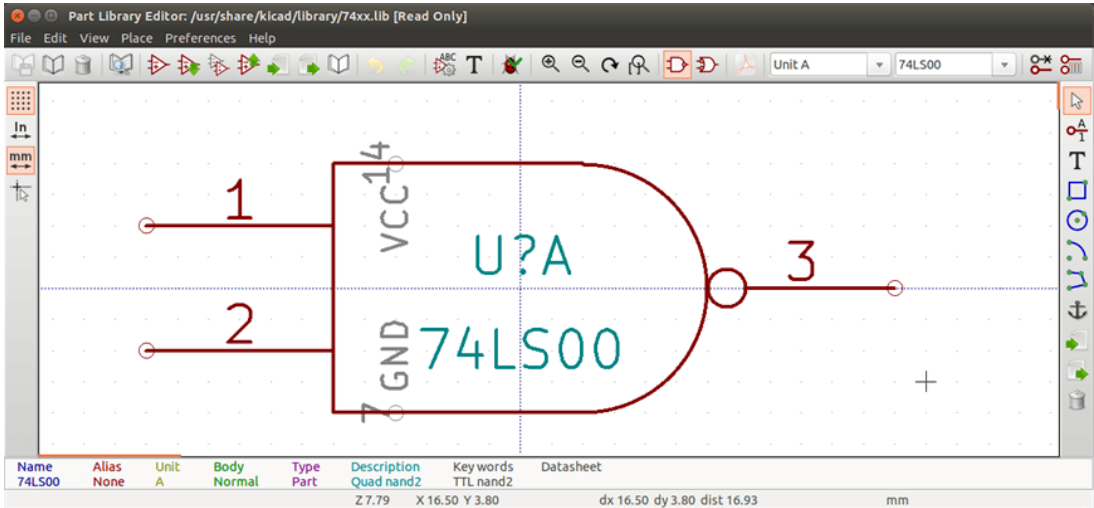 Part Library Editor: /usr/share/kicad/library/74xx.lib [Read Only]
File Edit View Place Preferences Help
ABC T Unit A 74LS00
In
mm
A
1
T
14
VCC
1
U?A
3
2
GND
74LS00
7
Name Alias Unit Body Type Description Key words Datasheet
74LS00 None A Normal Part Quad nand2 TTL nand2
Z 7.79 X 16.50 Y 3.80 dx 16.50 dy 3.80 dist 16.93 mm